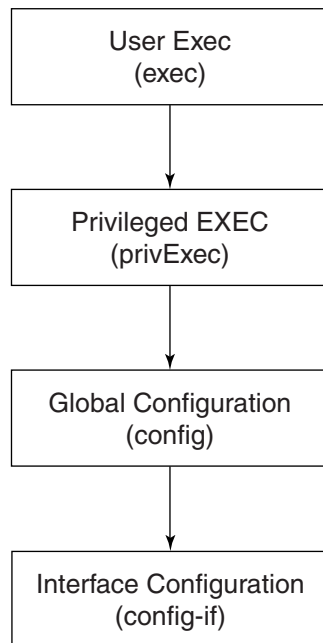 User Exec
(exec)
Privileged EXEC
(privExec)
Global Configuration
(config)
Interface Configuration
(config-if)